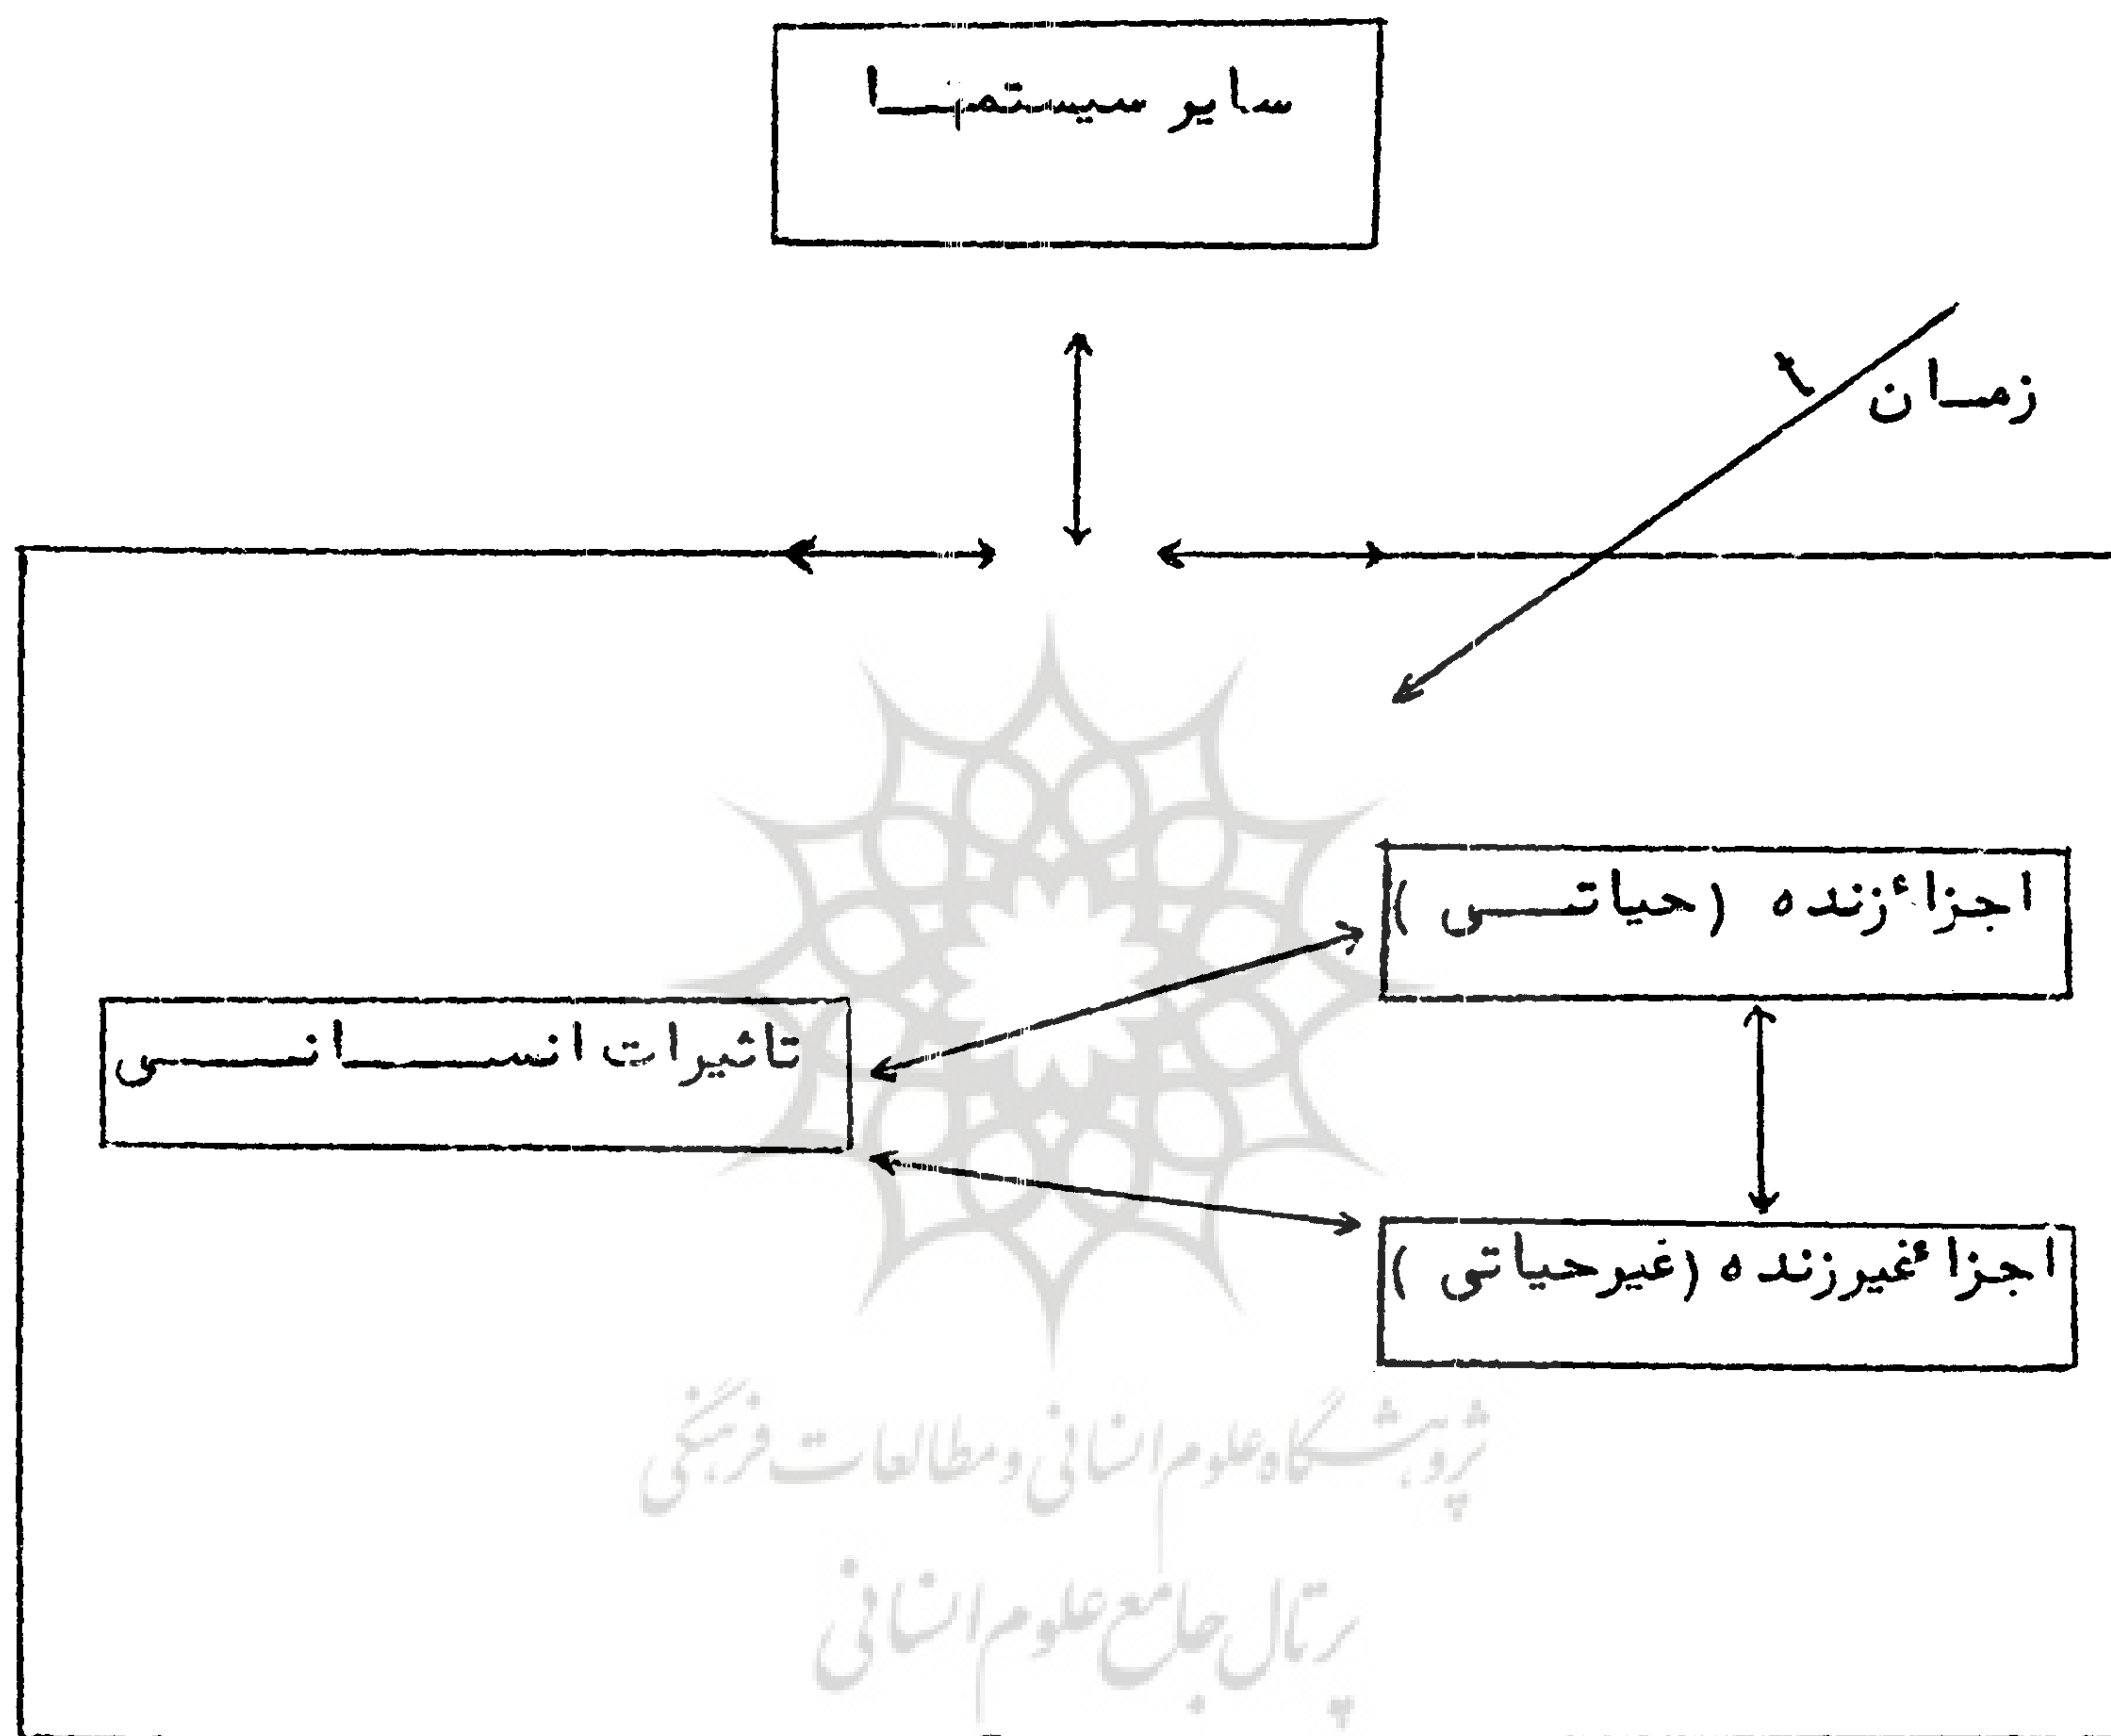 سایر سیستمها
زمان t
اجزاء زنده (حیاتی)
تاثیرات انسانی
اجزاء غیرزنده (غیرحیاتی)
پژوهشگاه علوم انسانی و مطالعات فرهنگی
پرتال جامع علوم انسانی